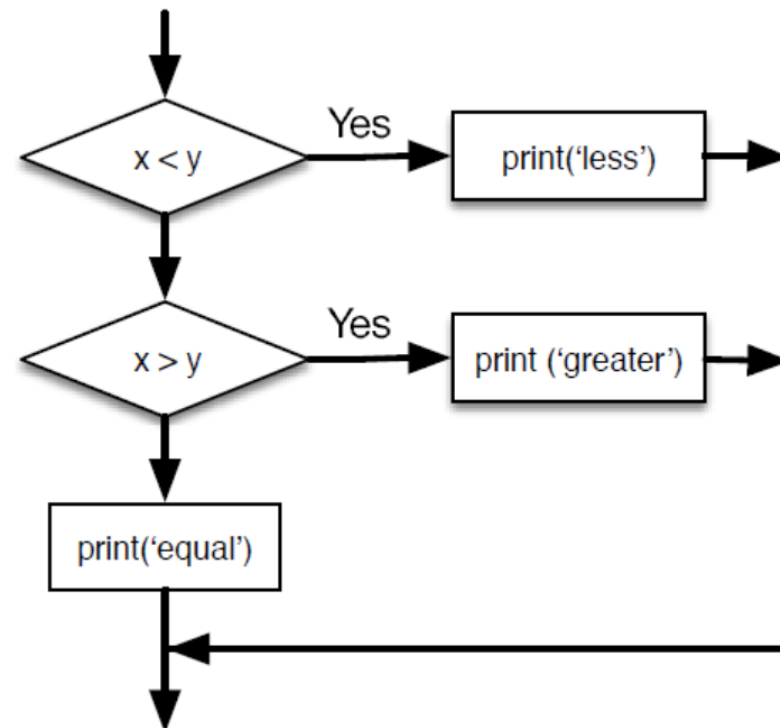 x < y
Yes
print(‘less’)
x > y
Yes
print (‘greater’)
print(‘equal’)